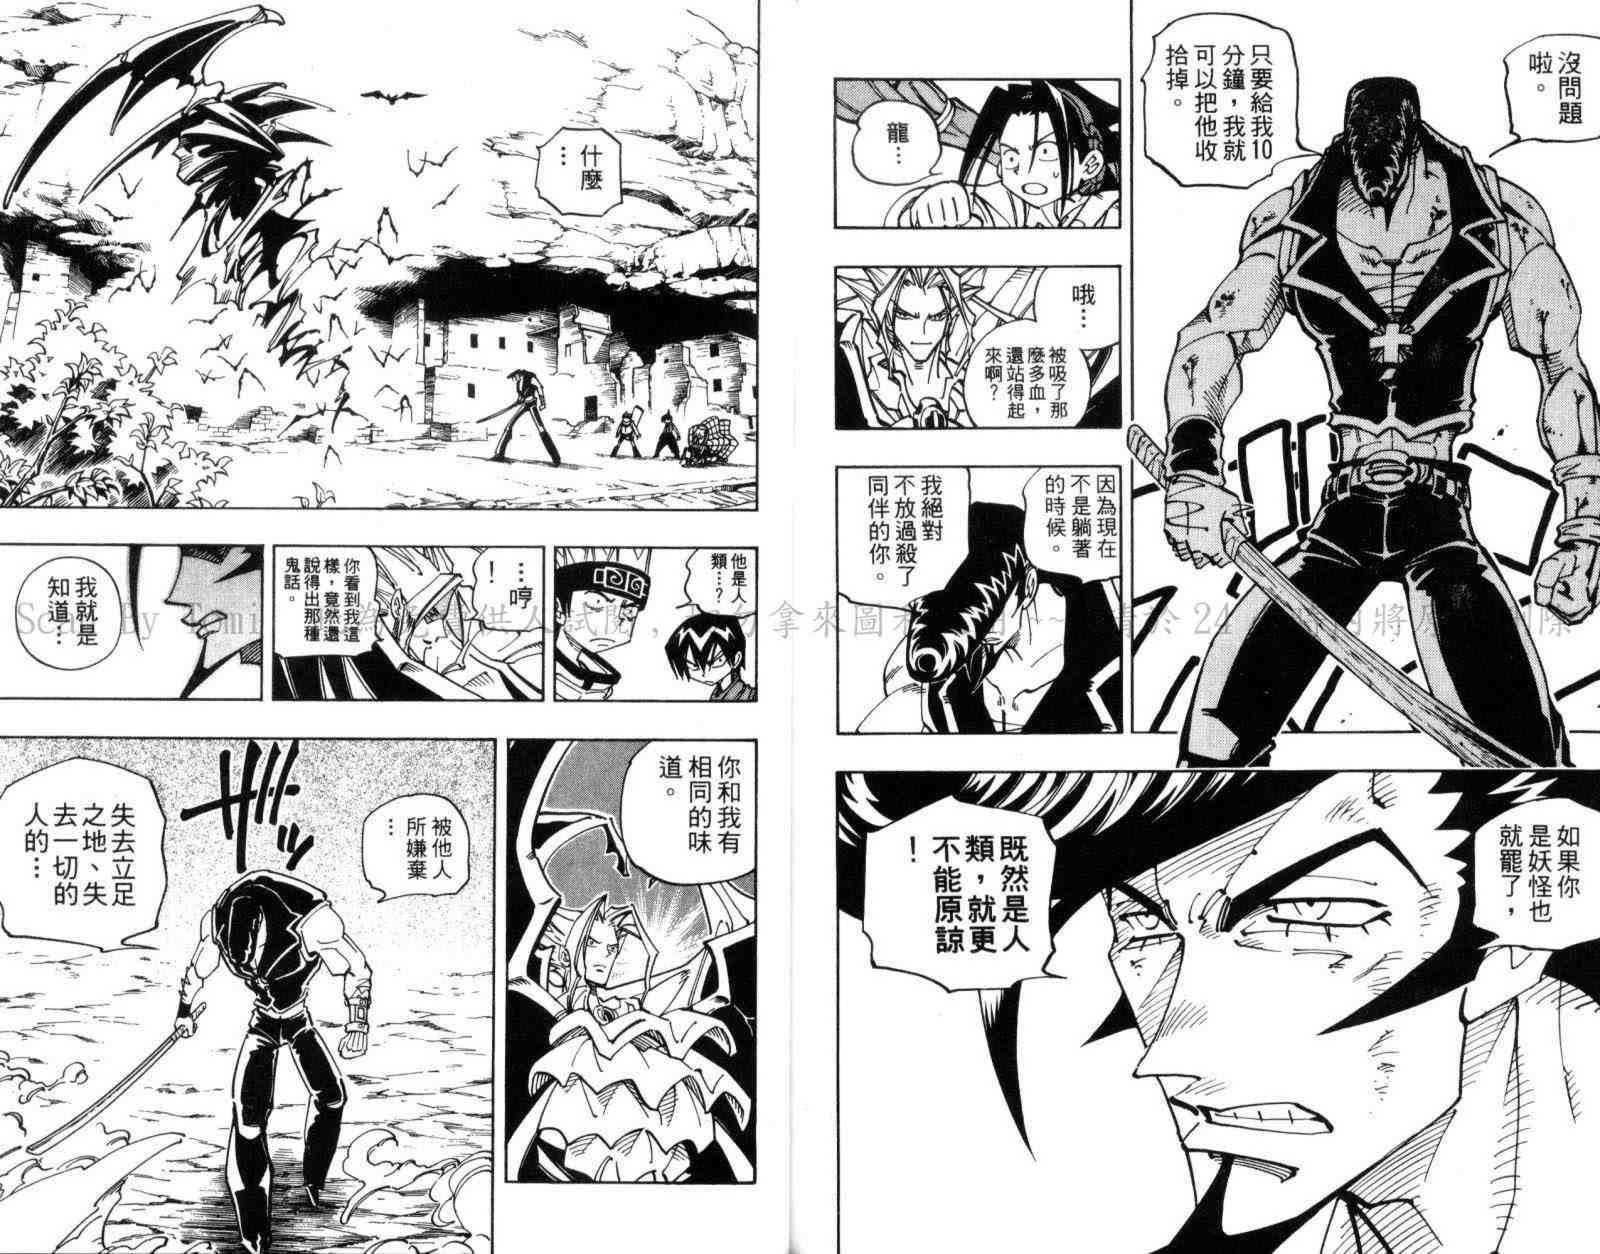 沒問題
啦。
只要給我10
分鐘，我就
可以把他收
拾掉。
龍…
哦…
被吸了那
麼多血，
還站得起
來啊？
因為現在
不是躺著
的時候。
我絕對
不放過殺了
同伴的你。
如果你
是妖怪也
就罷了，
既然是人
類，就更
不能原諒
！
什麼
…
他是人
類…？
…哼
！
你看到我這
樣，竟然還
說得出那種
鬼話。
我就是
知道…
你和我有
相同的味
道。
被他人
所嫌棄
…
失去立足
之地、失
去一切的
人的…